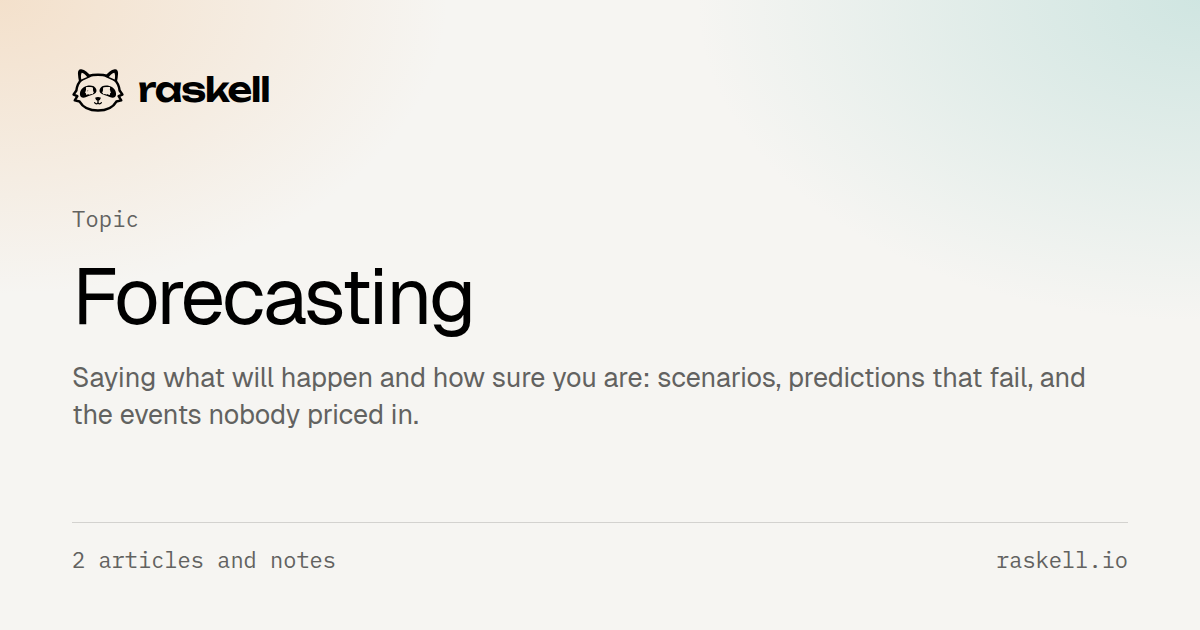 raskell
Topic
Forecasting
Saying what will happen and how sure you are: scenarios, predictions that fail, and
the events nobody priced in.
2 articles and notes
raskell.io